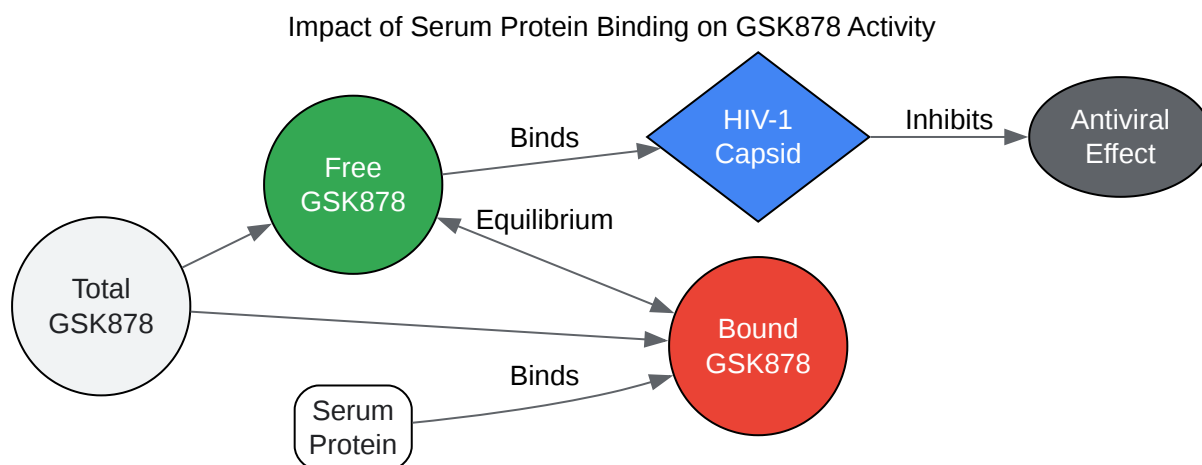 Impact of Serum Protein Binding on GSK878 Activity
HIV-1
Capsid
Inhibits
Antiviral
Effect
Binds
Free
GSK878
Equilibrium
Total
GSK878
Bound
GSK878
Binds
Serum
Protein